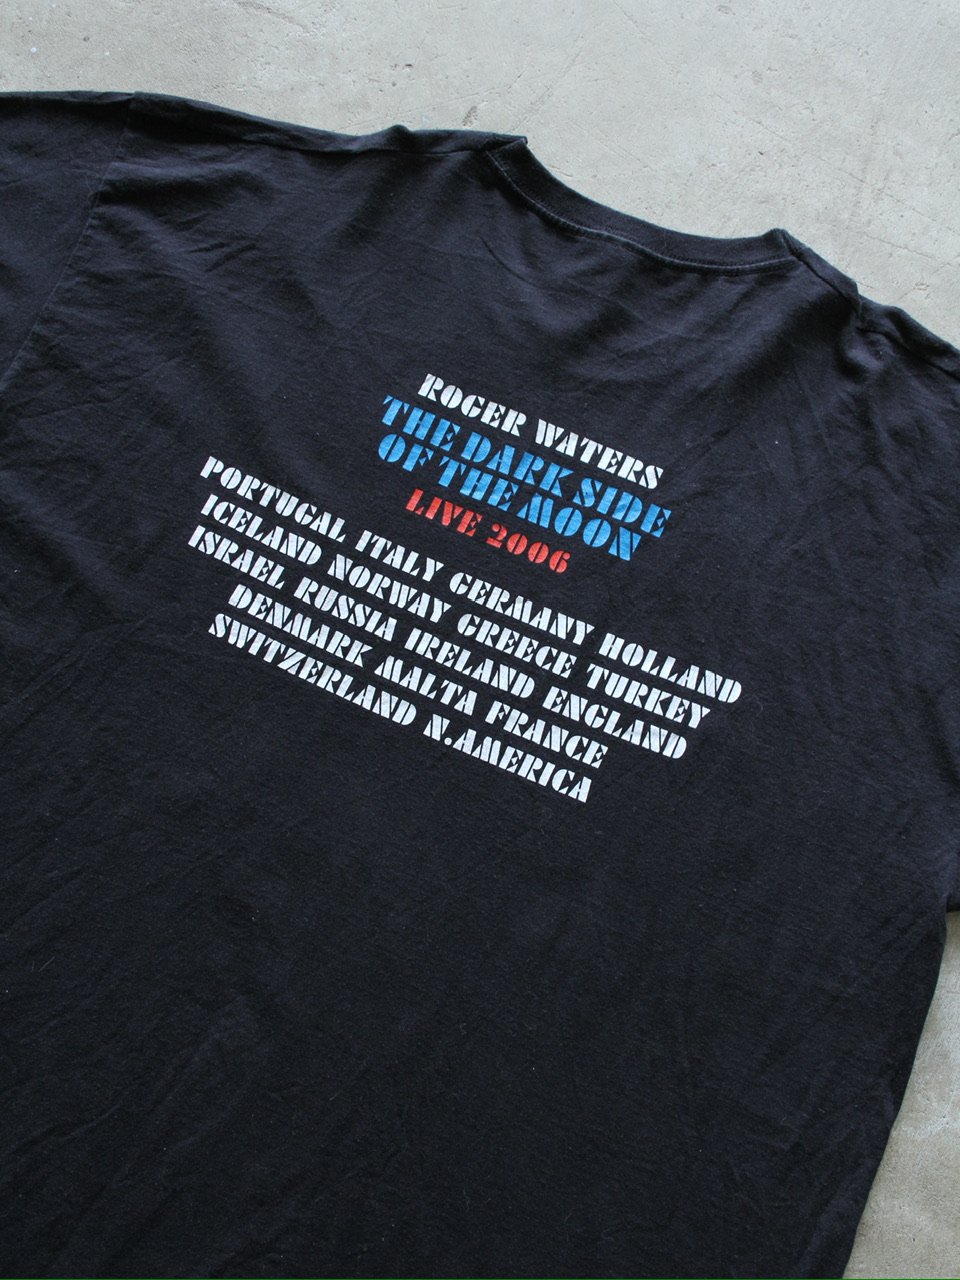 ROGER WATERS
THE DARK SIDE
OF THE MOON
LIVE 2006
PORTUGAL ITALY GERMANY HOLLAND
ICELAND NORWAY GREECE TURKEY
ISRAEL RUSSIA IRELAND ENGLAND
DENMARK MALTA FRANCE
SWITZERLAND N.AMERICA